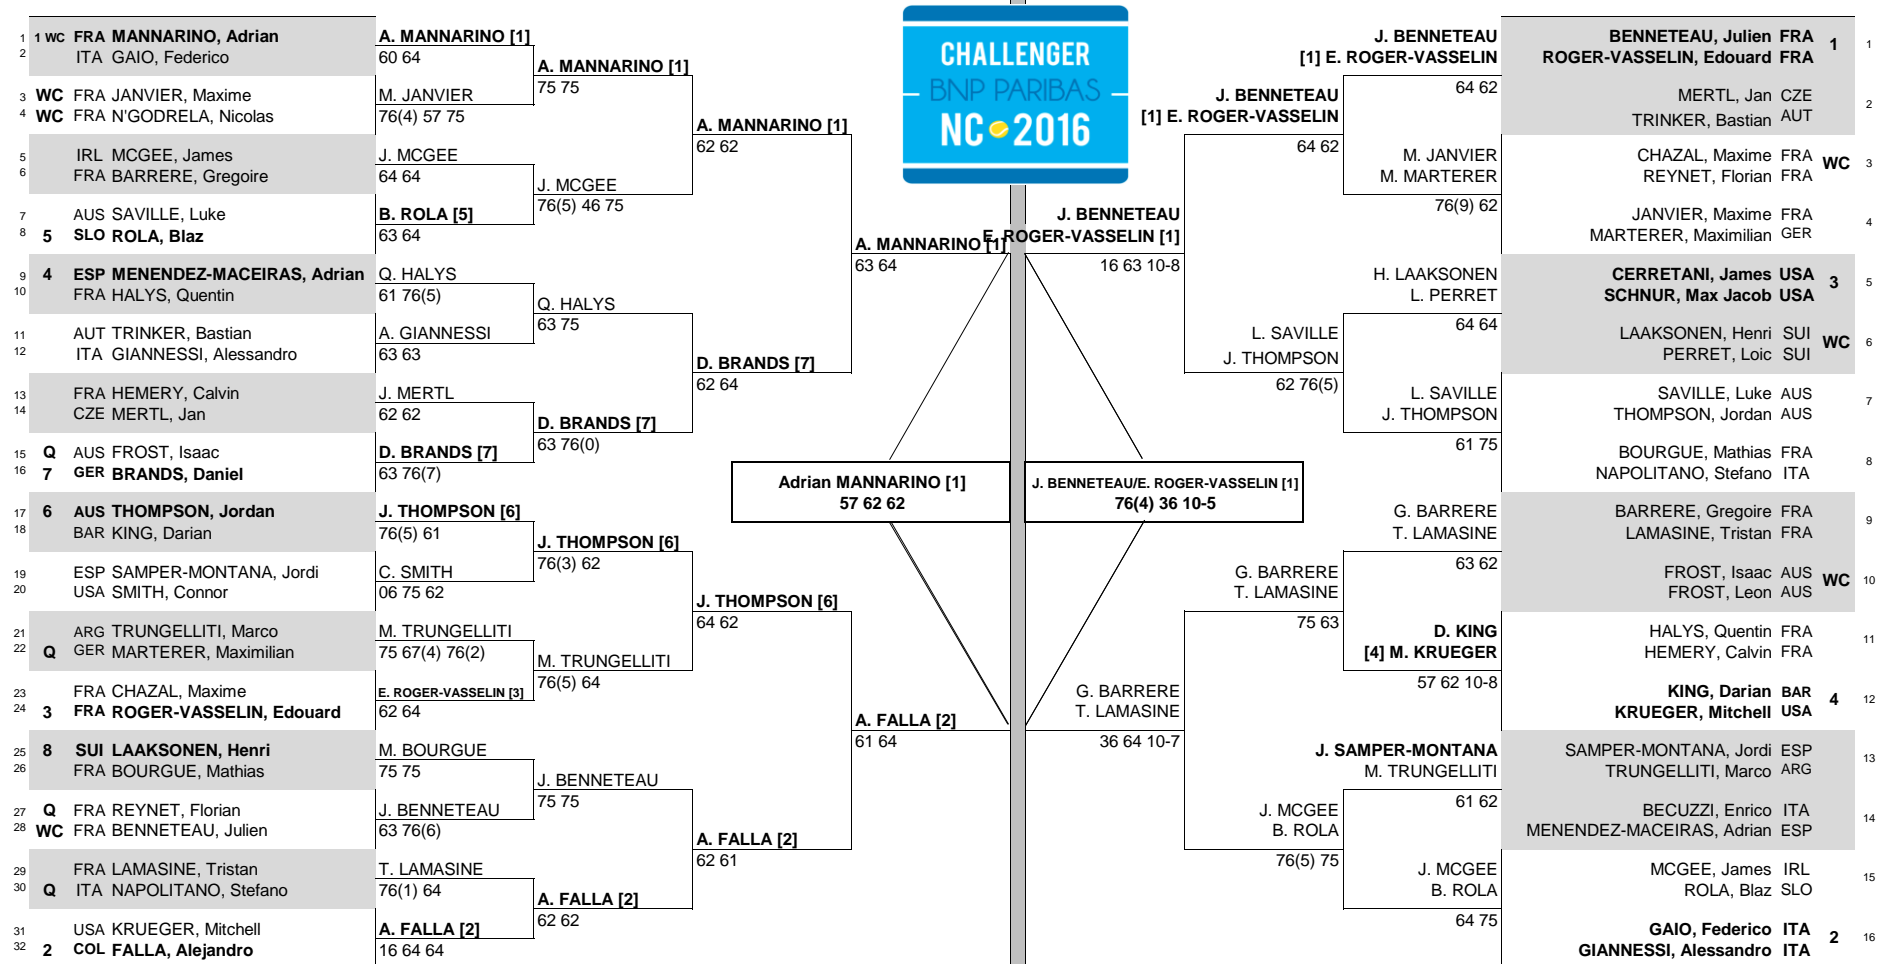 CHALLENGER
BNP PARIBAS
NC 2016
1 1 WC FRA MANNARINO, Adrian
2 ITA GAIO, Federico
3 WC FRA JANVIER, Maxime
4 WC FRA N'GODRELA, Nicolas
5 IRL MCGEE, James
6 FRA BARRERE, Gregoire
7 AUS SAVILLE, Luke
8 5 SLO ROLA, Blaz
9 4 ESP MENENDEZ-MACEIRAS, Adrian
10 FRA HALYS, Quentin
11 AUT TRINKER, Bastian
12 ITA GIANNESSI, Alessandro
13 FRA HEMERY, Calvin
14 CZE MERTL, Jan
15 Q AUS FROST, Isaac
16 7 GER BRANDS, Daniel
17 6 AUS THOMPSON, Jordan
18 BAR KING, Darian
19 ESP SAMPER-MONTANA, Jordi
20 USA SMITH, Connor
21 ARG TRUNGELLITI, Marco
22 Q GER MARTERER, Maximilian
23 FRA CHAZAL, Maxime
24 3 FRA ROGER-VASSELIN, Edouard
25 8 SUI LAAKSONEN, Henri
26 FRA BOURGUE, Mathias
27 Q FRA REYNET, Florian
28 WC FRA BENNETEAU, Julien
29 FRA LAMASINE, Tristan
30 Q ITA NAPOLITANO, Stefano
31 USA KRUEGER, Mitchell
32 2 COL FALLA, Alejandro
A. MANNARINO [1]
60 64
M. JANVIER
76(4) 57 75
J. MCGEE
64 64
B. ROLA [5]
63 64
Q. HALYS
61 76(5)
A. GIANNESSI
63 63
J. MERTL
62 62
D. BRANDS [7]
63 76(7)
J. THOMPSON [6]
76(5) 61
C. SMITH
06 75 62
M. TRUNGELLITI
75 67(4) 76(2)
E. ROGER-VASSELIN [3]
62 64
M. BOURGUE
75 75
J. BENNETEAU
63 76(6)
T. LAMASINE
76(1) 64
A. FALLA [2]
16 64 64
A. MANNARINO [1]
75 75
J. MCGEE
76(5) 46 75
Q. HALYS
63 75
D. BRANDS [7]
63 76(0)
J. THOMPSON [6]
76(3) 62
M. TRUNGELLITI
76(5) 64
J. BENNETEAU
75 75
A. FALLA [2]
62 62
A. MANNARINO [1]
62 62
D. BRANDS [7]
62 64
J. THOMPSON [6]
64 62
A. FALLA [2]
62 61
A. MANNARINO [1]
63 64
A. FALLA [2]
61 64
Adrian MANNARINO [1]
57 62 62
J. BENNETEAU/E. ROGER-VASSELIN [1]
76(4) 36 10-5
J. BENNETEAU
E. ROGER-VASSELIN [1]
16 63 10-8
G. BARRERE
T. LAMASINE
36 64 10-7
J. BENNETEAU
[1] E. ROGER-VASSELIN
64 62
L. SAVILLE
J. THOMPSON
62 76(5)
G. BARRERE
T. LAMASINE
75 63
J. MCGEE
B. ROLA
76(5) 75
J. BENNETEAU
[1] E. ROGER-VASSELIN
64 62
M. JANVIER
M. MARTERER
76(9) 62
H. LAAKSONEN
L. PERRET
64 64
L. SAVILLE
J. THOMPSON
61 75
G. BARRERE
T. LAMASINE
63 62
D. KING
[4] M. KRUEGER
57 62 10-8
J. SAMPER-MONTANA
M. TRUNGELLITI
61 62
J. MCGEE
B. ROLA
64 75
BENNETEAU, Julien FRA 1 1
ROGER-VASSELIN, Edouard FRA
MERTL, Jan CZE 2
TRINKER, Bastian AUT
CHAZAL, Maxime FRA WC 3
REYNET, Florian FRA
JANVIER, Maxime FRA 4
MARTERER, Maximilian GER
CERRETANI, James USA 3 5
SCHNUR, Max Jacob USA
LAAKSONEN, Henri SUI WC 6
PERRET, Loic SUI
SAVILLE, Luke AUS 7
THOMPSON, Jordan AUS
BOURGUE, Mathias FRA 8
NAPOLITANO, Stefano ITA
BARRERE, Gregoire FRA 9
LAMASINE, Tristan FRA
FROST, Isaac AUS WC 10
FROST, Leon AUS
HALYS, Quentin FRA 11
HEMERY, Calvin FRA
KING, Darian BAR 4 12
KRUEGER, Mitchell USA
SAMPER-MONTANA, Jordi ESP 13
TRUNGELLITI, Marco ARG
BECUZZI, Enrico ITA 14
MENENDEZ-MACEIRAS, Adrian ESP
MCGEE, James IRL 15
ROLA, Blaz SLO
GAIO, Federico ITA 2 16
GIANNESSI, Alessandro ITA